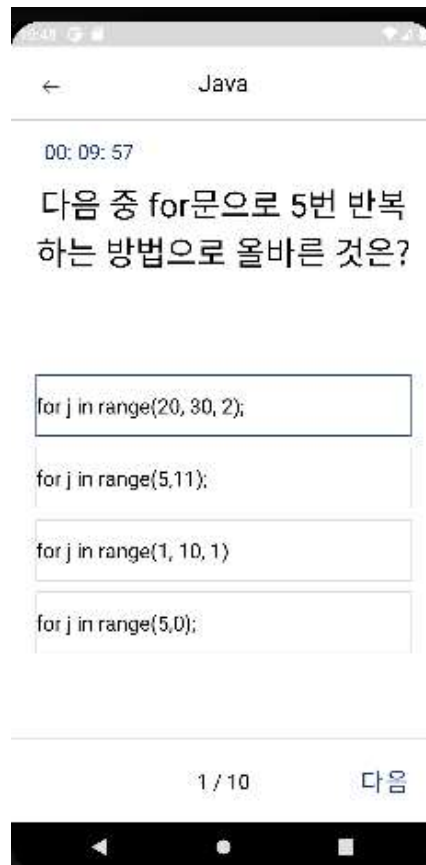 Java
00: 09: 57
다음 중 for문으로 5번 반복
하는 방법으로 올바른 것은?
for j in range(20, 30, 2);
for j in range(5,11);
for j in range(1, 10, 1)
for j in range(5,0);
1 / 10
다음